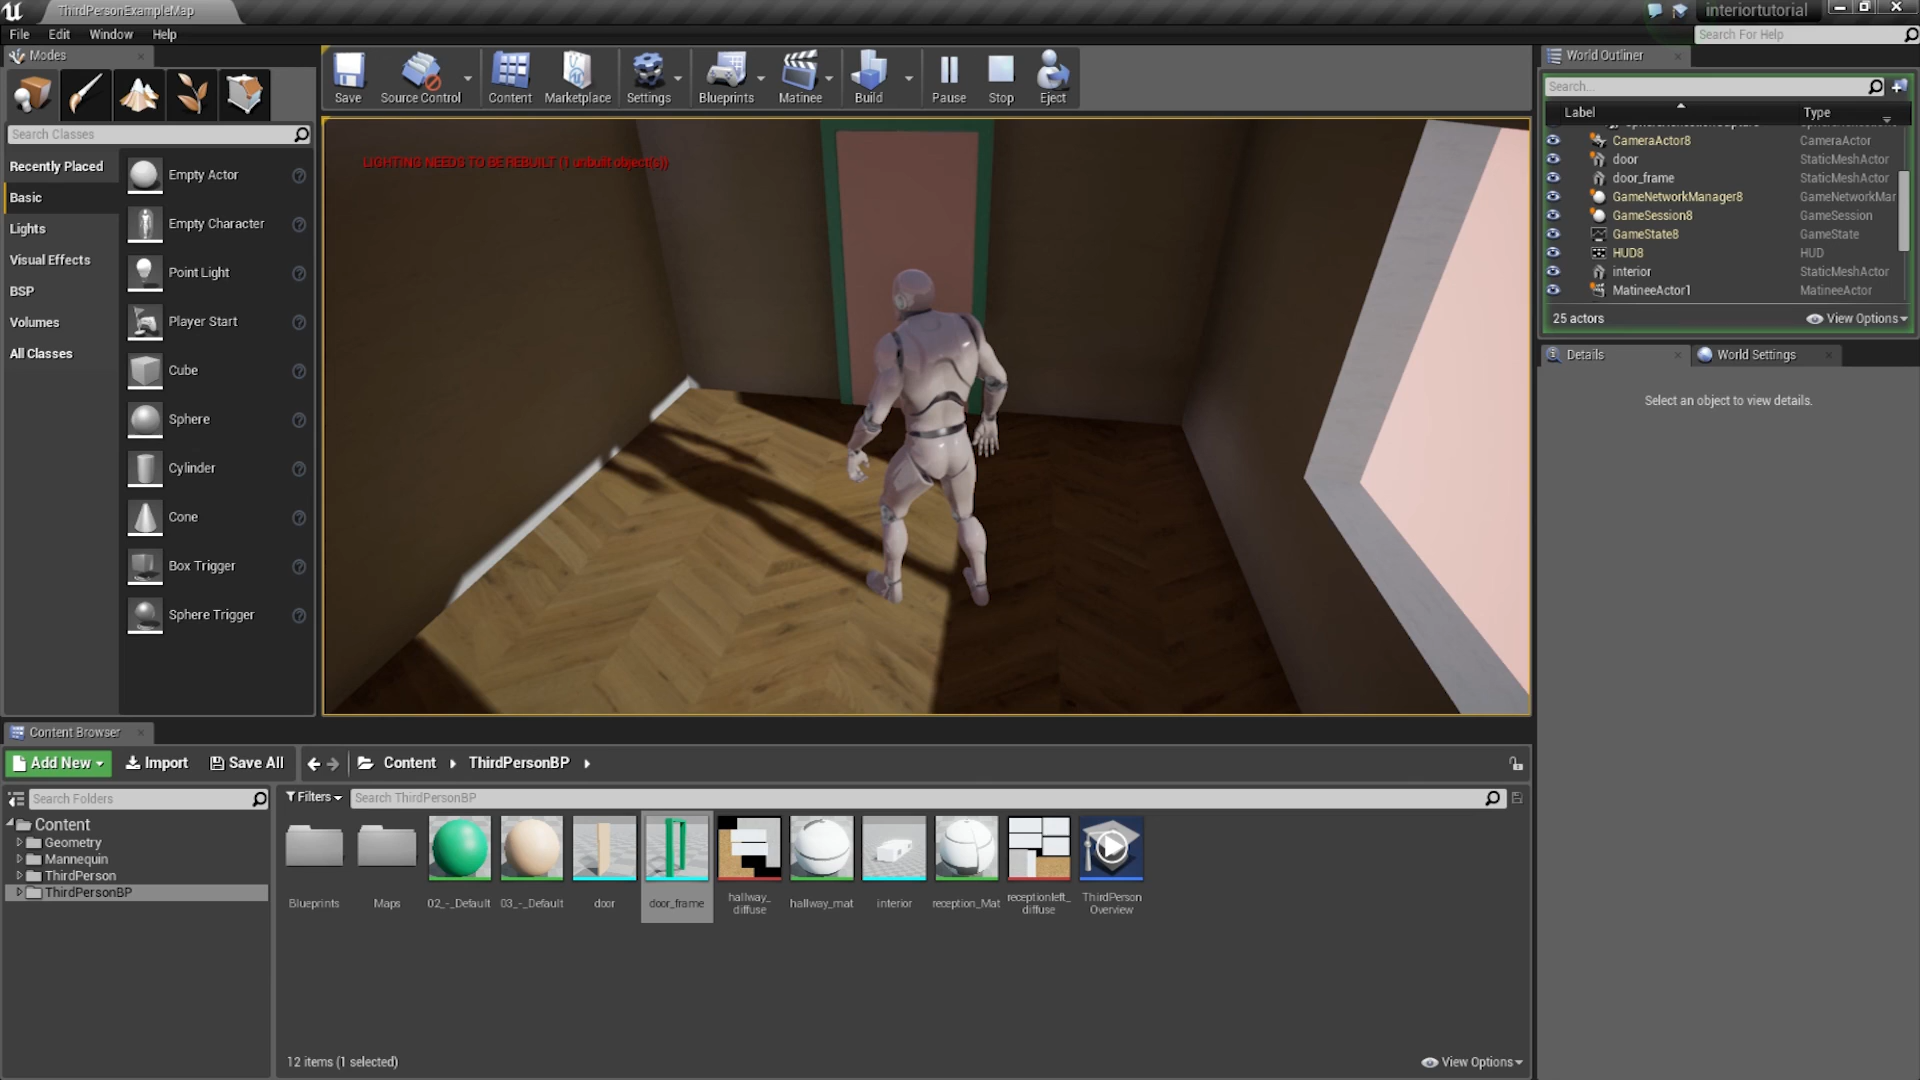 ThirdPersonExampleMap
interiortutorial
File Edit Window Help
Search For Help
Modes
Save Source Control Content Marketplace Settings Blueprints Matinee Build Pause Stop Eject
World Outliner
Search...
Label Type
Search Classes
Recently Placed
Basic
Lights
Visual Effects
BSP
Volumes
All Classes
Empty Actor
Empty Character
Point Light
Player Start
Cube
Sphere
Cylinder
Cone
Box Trigger
Sphere Trigger
LIGHTING NEEDS TO BE REBUILT (1 unbuilt object(s))
CameraActor8 CameraActor
door StaticMeshActor
door_frame StaticMeshActor
GameNetworkManager8 GameNetworkMar
GameSession8 GameSession
GameState8 GameState
HUD8 HUD
interior StaticMeshActor
MatineeActor1 MatineeActor
25 actors View Options
Details World Settings
Select an object to view details.
Content Browser
Add New Import Save All Content ThirdPersonBP
Search Folders
Filters Search ThirdPersonBP
Content
Geometry
Mannequin
ThirdPerson
ThirdPersonBP
Blueprints Maps 02_-_Default 03_-_Default door door_frame hallway_ diffuse hallway_mat interior reception_Mat receptionleft_ diffuse ThirdPerson Overview
12 items (1 selected) View Options